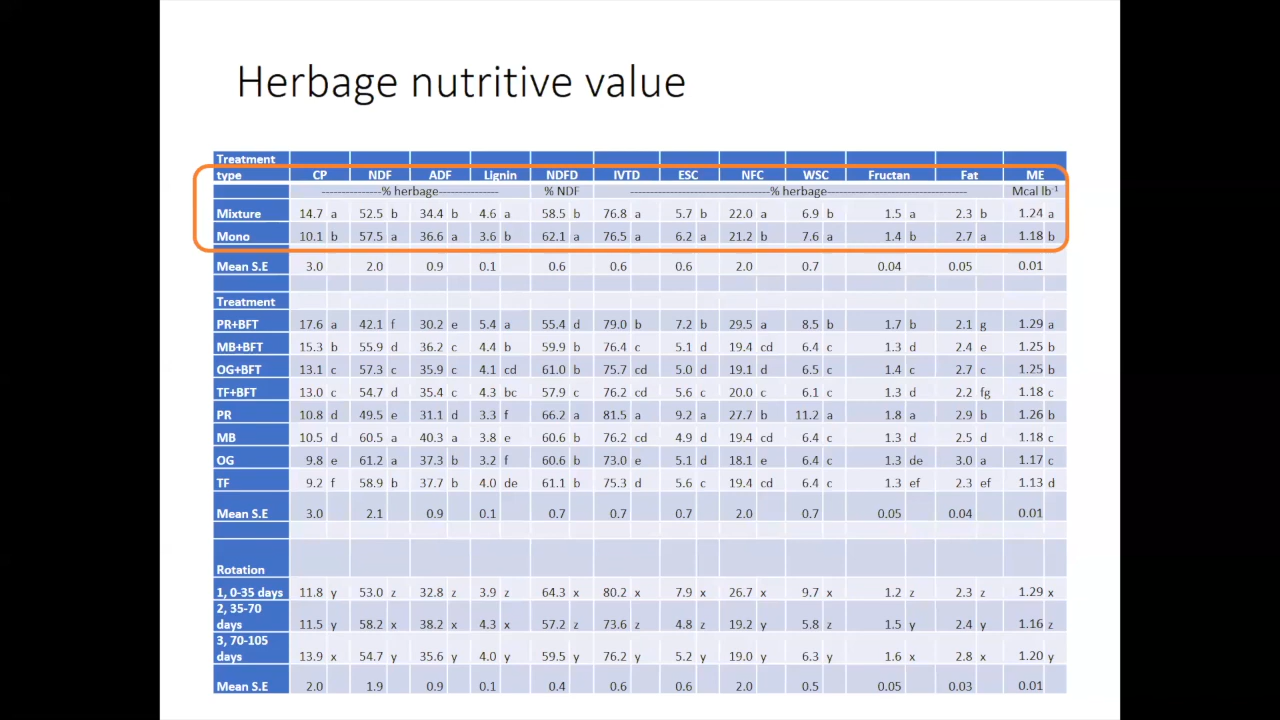 Herbage nutritive value
Treatment
type CP NDF ADF Lignin NDFD IVTD ESC NFC WSC Fructan Fat ME
---------------% herbage--------------- % NDF -----------------------------------% herbage----------------------------------- Mcal lb-1
Mixture 14.7 a 52.5 b 34.4 b 4.6 a 58.5 b 76.8 a 5.7 b 22.0 a 6.9 b 1.5 a 2.3 b 1.24 a
Mono 10.1 b 57.5 a 36.6 a 3.6 b 62.1 a 76.5 a 6.2 a 21.2 b 7.6 a 1.4 b 2.7 a 1.18 b
Mean S.E 3.0 2.0 0.9 0.1 0.6 0.6 0.6 2.0 0.7 0.04 0.05 0.01
Treatment
PR+BFT 17.6 a 42.1 f 30.2 e 5.4 a 55.4 d 79.0 b 7.2 b 29.5 a 8.5 b 1.7 b 2.1 g 1.29 a
MB+BFT 15.3 b 55.9 d 36.2 c 4.4 b 59.9 b 76.4 c 5.1 d 19.4 cd 6.4 c 1.3 d 2.4 e 1.25 b
OG+BFT 13.1 c 57.3 c 35.9 c 4.1 cd 61.0 b 75.7 cd 5.0 d 19.1 d 6.5 c 1.4 c 2.7 c 1.25 b
TF+BFT 13.0 c 54.7 d 35.4 c 4.3 bc 57.9 c 76.2 cd 5.6 c 20.0 c 6.1 c 1.3 d 2.2 fg 1.18 c
PR 10.8 d 49.5 e 31.1 d 3.3 f 66.2 a 81.5 a 9.2 a 27.7 b 11.2 a 1.8 a 2.9 b 1.26 b
MB 10.5 d 60.5 a 40.3 a 3.8 e 60.6 b 76.2 cd 4.9 d 19.4 cd 6.4 c 1.3 d 2.5 d 1.18 c
OG 9.8 e 61.2 a 37.3 b 3.2 f 60.6 b 73.0 e 5.1 d 18.1 e 6.4 c 1.3 de 3.0 a 1.17 c
TF 9.2 f 58.9 b 37.7 b 4.0 de 61.1 b 75.3 d 5.6 c 19.4 cd 6.4 c 1.3 ef 2.3 ef 1.13 d
Mean S.E 3.0 2.1 0.9 0.1 0.7 0.7 0.7 2.0 0.7 0.05 0.04 0.01
Rotation
1, 0-35 days 11.8 y 53.0 z 32.8 z 3.9 z 64.3 x 80.2 x 7.9 x 26.7 x 9.7 x 1.2 z 2.3 z 1.29 x
2, 35-70
days 11.5 y 58.2 x 38.2 x 4.3 x 57.2 z 73.6 z 4.8 z 19.2 y 5.8 z 1.5 y 2.4 y 1.16 z
3, 70-105
days 13.9 x 54.7 y 35.6 y 4.0 y 59.5 y 76.2 y 5.2 y 19.0 y 6.3 y 1.6 x 2.8 x 1.20 y
Mean S.E 2.0 1.9 0.9 0.1 0.4 0.6 0.6 2.0 0.5 0.05 0.03 0.01